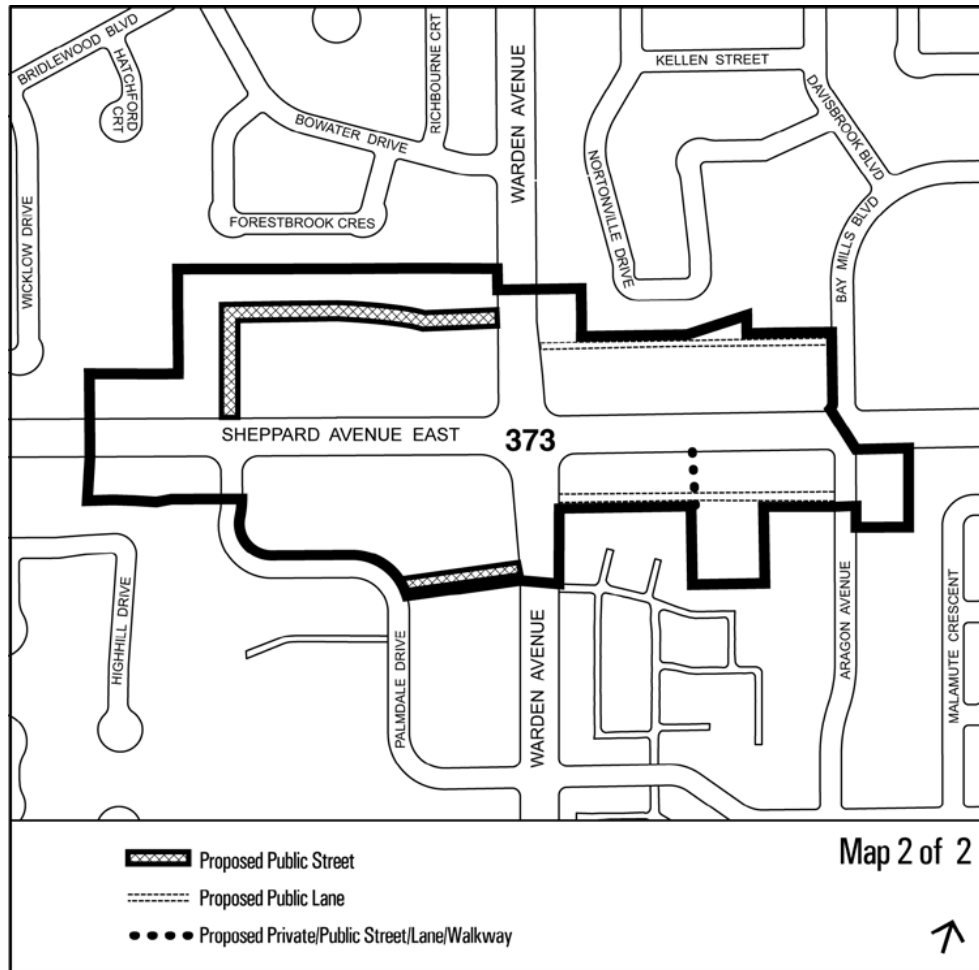 BRIDLEWOOD BLVD
HATCHFORD
CRT
RICHBOURNE CRT
WARDEN AVENUE
KELLEN STREET
DAVISBROOK BLVD
BOWATER DRIVE
NORTONVILLE DRIVE
WICKLOW DRIVE
FORESTBROOK CRES
BAY MILLS BLVD
SHEPPARD AVENUE EAST
373
HIGHHILL DRIVE
PALMDALE DRIVE
WARDEN AVENUE
ARAGON AVENUE
MALAMUTE CRESCENT
Map 2 of 2
Proposed Public Street
Proposed Public Lane
Proposed Private/Public Street/Lane/Walkway